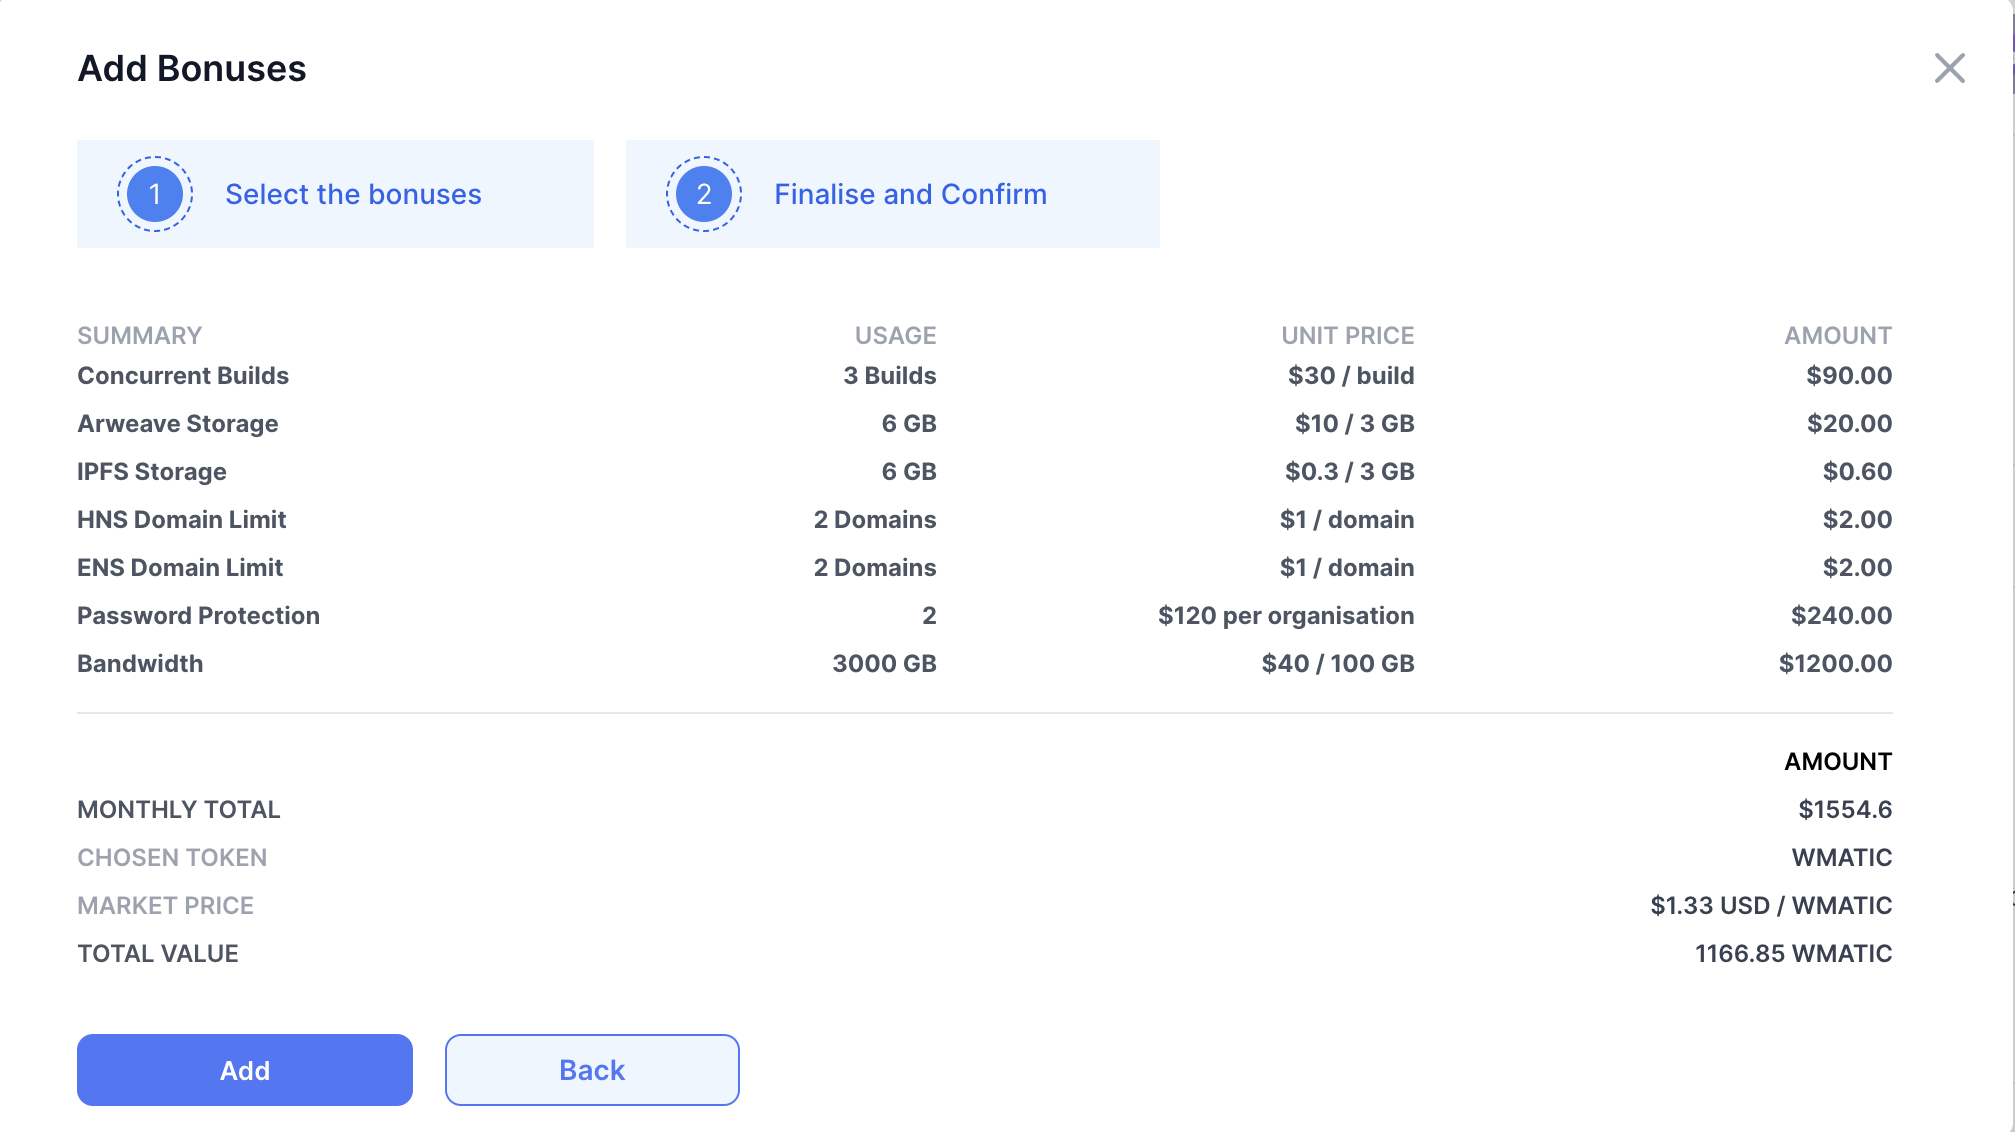 Add Bonuses
1 Select the bonuses 2 Finalise and Confirm
SUMMARY USAGE UNIT PRICE AMOUNT
Concurrent Builds 3 Builds $30 / build $90.00
Arweave Storage 6 GB $10 / 3 GB $20.00
IPFS Storage 6 GB $0.3 / 3 GB $0.60
HNS Domain Limit 2 Domains $1 / domain $2.00
ENS Domain Limit 2 Domains $1 / domain $2.00
Password Protection 2 $120 per organisation $240.00
Bandwidth 3000 GB $40 / 100 GB $1200.00
AMOUNT
MONTHLY TOTAL $1554.6
CHOSEN TOKEN WMATIC
MARKET PRICE $1.33 USD / WMATIC
TOTAL VALUE 1166.85 WMATIC
Add Back